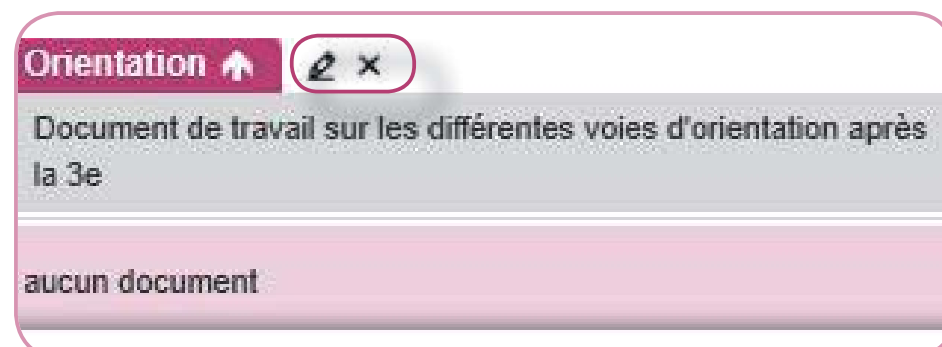 Orientation
Document de travail sur les différentes voies d'orientation après
la 3e
aucun document